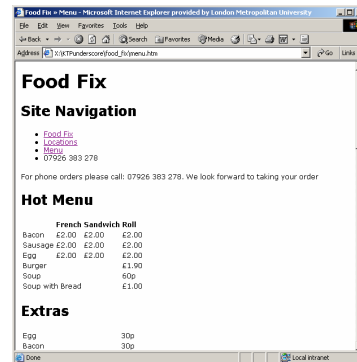 Food Fix » Menu - Microsoft Internet Explorer provided by London Metropolitan University
File Edit View Favorites Tools Help
Back Search Favorites Media
Address X:\KTPunderscore\food_fix\menu.htm Go Links
Food Fix
Site Navigation
Food Fix
Locations
Menu
07926 383 278
For phone orders please call: 07926 383 278. We look forward to taking your order
Hot Menu
French Sandwich Roll
Bacon £2.00 £2.00 £2.00
Sausage £2.00 £2.00 £2.00
Egg £2.00 £2.00 £2.00
Burger £1.90
Soup 60p
Soup with Bread £1.00
Extras
Egg 30p
Bacon 30p
Done Local intranet